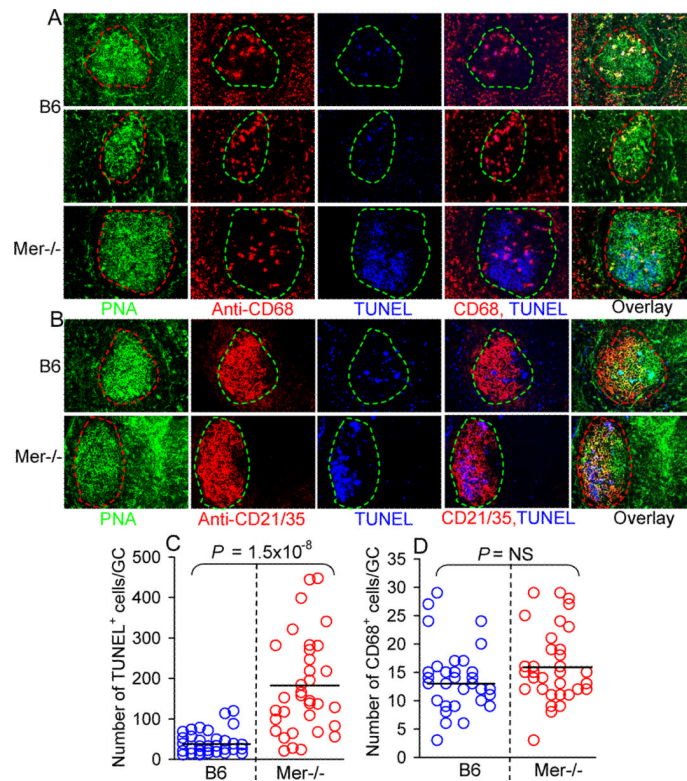 A
B6
Mer-/-
PNA Anti-CD68 TUNEL CD68, TUNEL Overlay
B
B6
Mer-/-
PNA Anti-CD21/35 TUNEL CD21/35,TUNEL Overlay
C
P = 1.5x10-8
Number of TUNEL+ cells/GC
500
400
300
200
100
0
B6 Mer-/-
D
P = NS
Number of CD68+ cells/GC
35
30
25
20
15
10
5
0
B6 Mer-/-